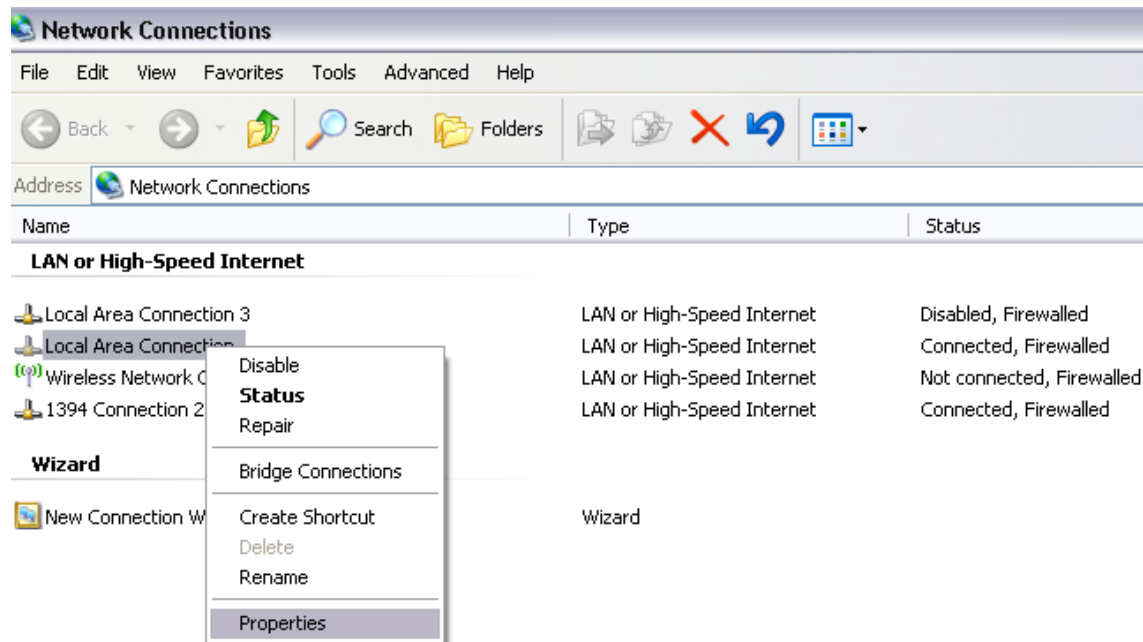 Network Connections
File Edit View Favorites Tools Advanced Help
Back Search Folders
Address Network Connections
Name Type Status
LAN or High-Speed Internet
Local Area Connection 3 LAN or High-Speed Internet Disabled, Firewalled
Local Area Connection LAN or High-Speed Internet Connected, Firewalled
Wireless Network LAN or High-Speed Internet Not connected, Firewalled
1394 Connection 2 LAN or High-Speed Internet Connected, Firewalled
Wizard
New Connection Wizard
Disable
Status
Repair
Bridge Connections
Create Shortcut
Delete
Rename
Properties